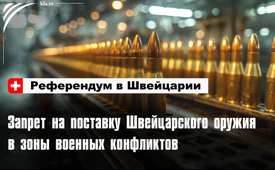 Референдум в Швейцарии
Запрет на поставку Швейцарского оружия
в зоны военных конфликтов